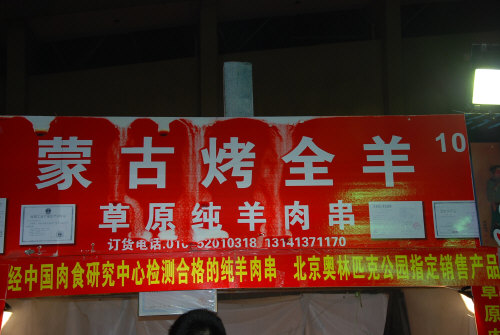 蒙古烤全羊
10
草原纯羊肉串
订货电话,010-52010318 13141371170
经中国肉食研究中心检测合格的纯羊肉串 北京奥林匹克公园指定销售产品